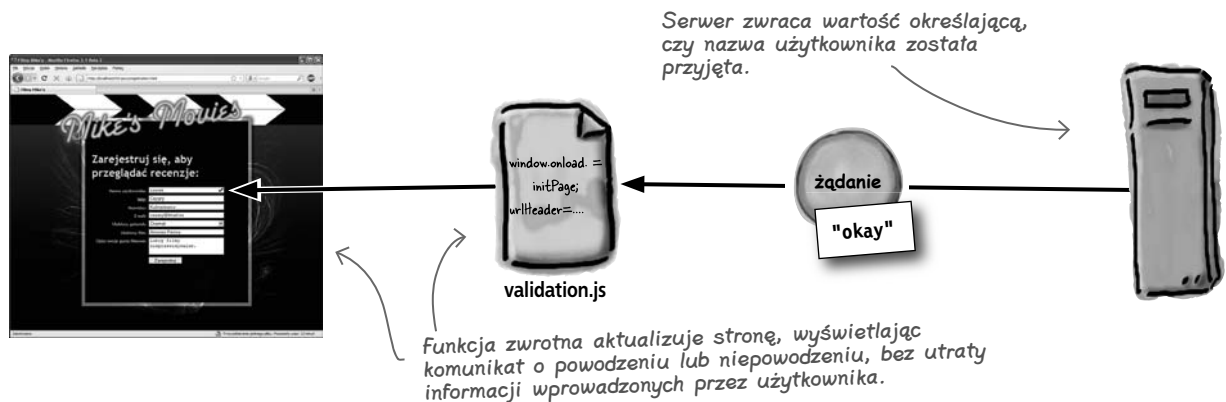 Serwer zwraca wartość określającą,
czy nazwa użytkownika została
przyjęta.
Mike's Movies
Zarejestruj się, aby
przeglądać recenzje:
window.onload. =
initPage;
urlHeader=....
validation.js
żądanie
"okay"
Funkcja zwrotna aktualizuje stronę, wyświetlając
komunikat o powodzeniu lub niepowodzeniu, bez utraty
informacji wprowadzonych przez użytkownika.